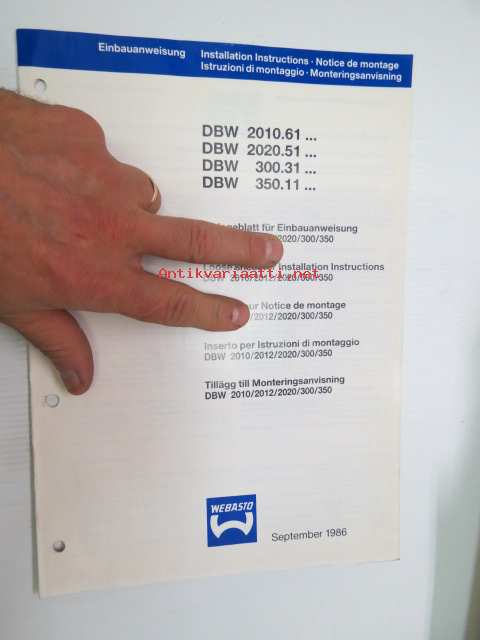 Einbauanweisung
Installation Instructions · Notice de montage
Istruzioni di montaggio · Monteringsanvisning
DBW 2010.61 ...
DBW 2020.51 ...
DBW 300.31 ...
DBW 350.11 ...
für Einbauanweisung
/2020/300/350
Installation Instructions
DBW 2010/2012/2020/300/350
Antikvariaatti.net
Notice de montage
/2012/2020/300/350
Inserto per Istruzioni di montaggio
DBW 2010/2012/2020/300/350
Tillägg till Monteringsanvisning
DBW 2010/2012/2020/300/350
WEBASTO
September 1986